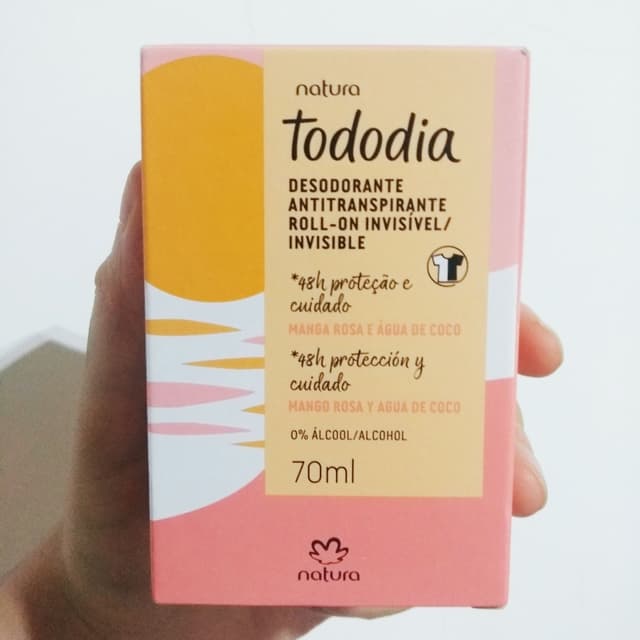 natura
Tododia
DESODORANTE
ANTITRANSPIRANTE
ROLL-ON INVISÍVEL/
INVISIBLE
*48h proteção e
cuidado
MANGA ROSA E ÁGUA DE COCO
*48h protección y
cuidado
MANGO ROSA Y AGUA DE COCO
0% ÁLCOOL/ALCOHOL
70ml
natura